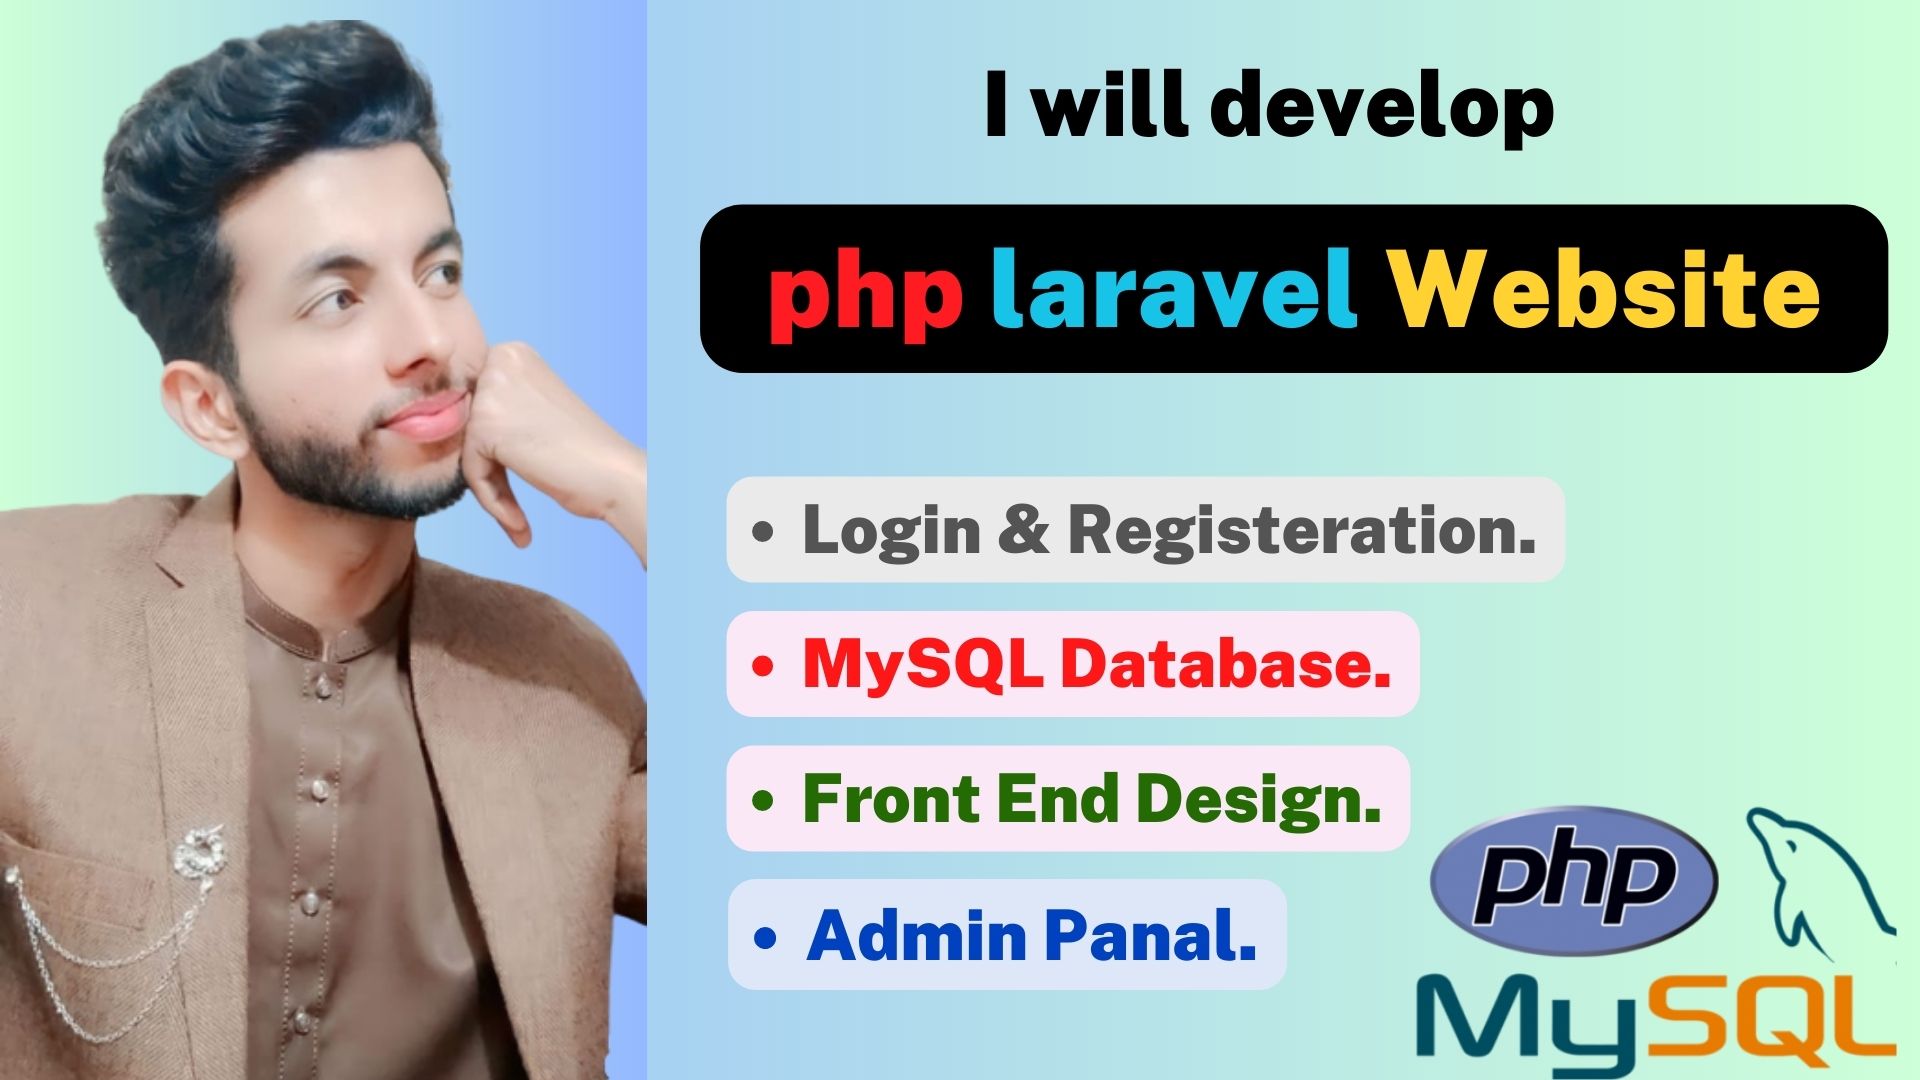 I will develop
php laravel Website
• Login & Registeration.
• MySQL Database.
• Front End Design.
• Admin Panal.
php
MySQL